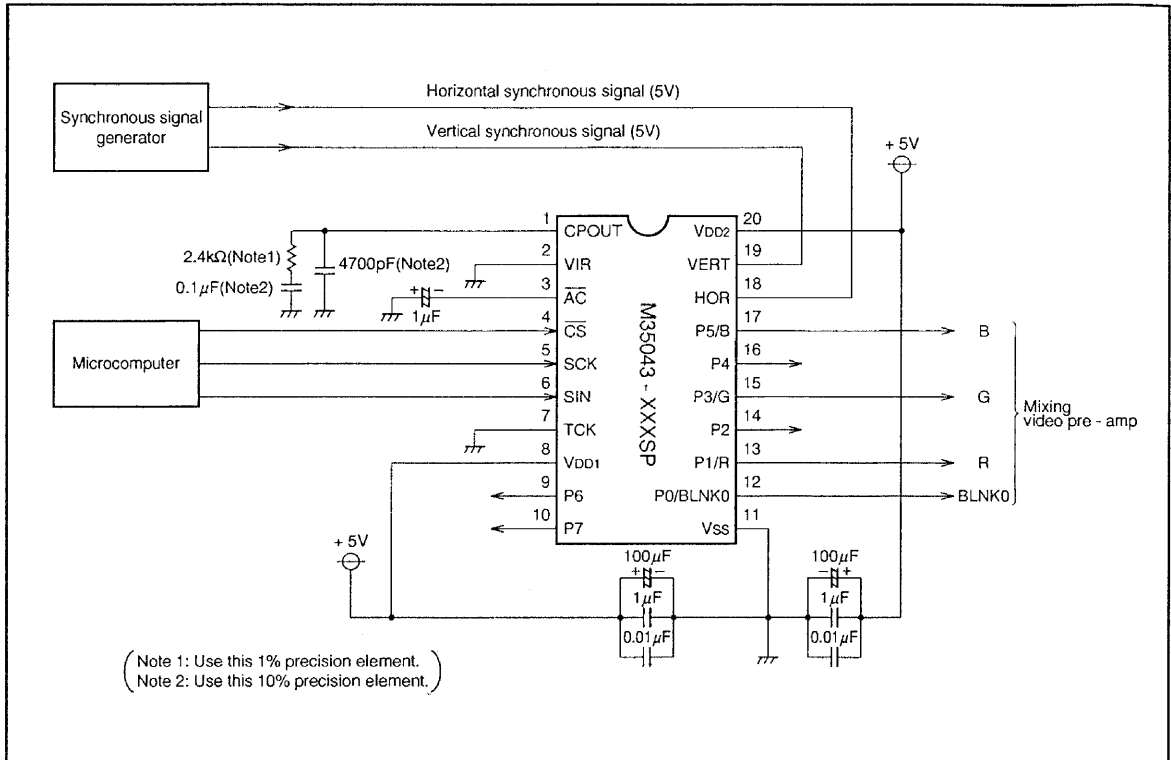 Horizontal synchronous signal (5V)
Synchronous signal
generator
Vertical synchronous signal (5V)
+ 5V
1
CPOUT
VDD2
20
2
VIR
VERT
19
2.4kΩ(Note1)
4700pF(Note2)
0.1μF(Note2)
3
AC
HOR
18
+ -
1μF
4
CS
P5/B
17
B
Microcomputer
5
SCK
P4
16
6
SIN
P3/G
15
G
7
TCK
P2
14
Mixing
video pre - amp
8
VDD1
P1/R
13
R
9
P6
P0/BLNK0
12
BLNK0
10
P7
Vss
11
M35043 - XXXSP
+ 5V
100μF
+ -
1μF
0.01μF
100μF
- +
1μF
0.01μF
Note 1: Use this 1% precision element.
Note 2: Use this 10% precision element.